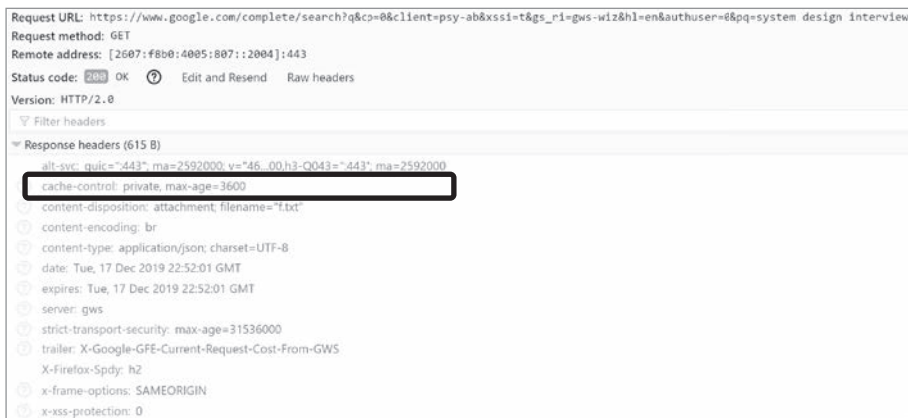 Request URL: https://www.google.com/complete/search?q&cp=0&client=psy-ab&xssi=t&gs_ri=gws-wiz&hl=en&authuser=0&pq=system design interview
Request method: GET
Remote address: [2607:f8b0:4005:807::2004]:443
Status code: 200 OK ? Edit and Resend Raw headers
Version: HTTP/2.0
Filter headers
Response headers (615 B)
alt-svc: quic=":443"; ma=2592000; v="46...00,h3-Q043=":443"; ma=2592000
cache-control: private, max-age=3600
? content-disposition: attachment; filename="f.txt"
? content-encoding: br
? content-type: application/json; charset=UTF-8
? date: Tue, 17 Dec 2019 22:52:01 GMT
? expires: Tue, 17 Dec 2019 22:52:01 GMT
? server: gws
? strict-transport-security: max-age=31536000
? trailer: X-Google-GFE-Current-Request-Cost-From-GWS
X-Firefox-Spdy: h2
? x-frame-options: SAMEORIGIN
? x-xss-protection: 0